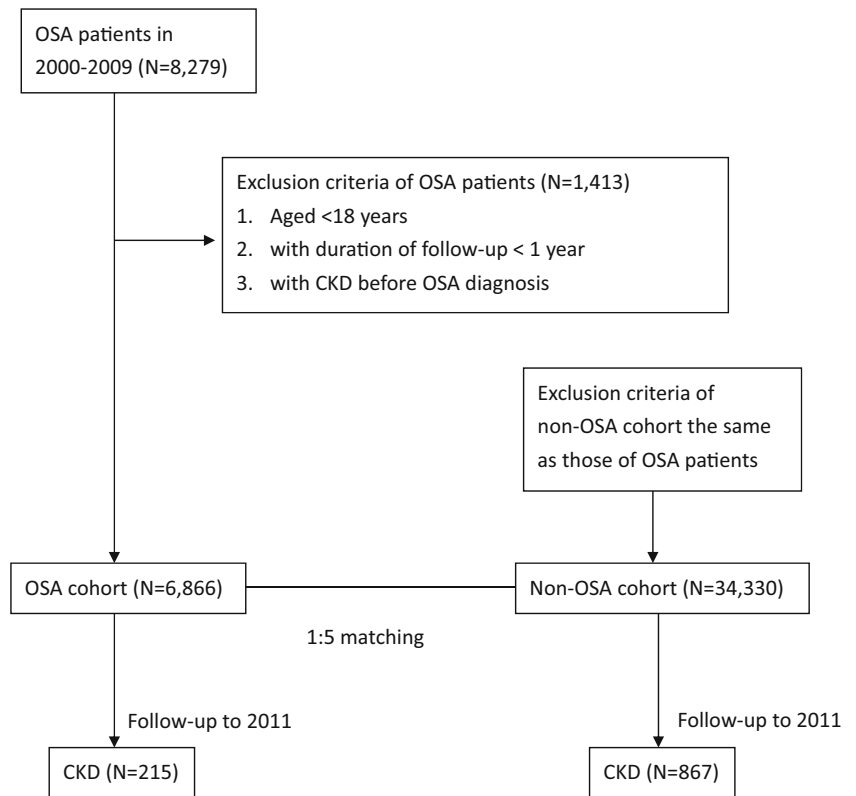 OSA patients in
2000-2009 (N=8,279)
Exclusion criteria of OSA patients (N=1,413)
1. Aged <18 years
2. with duration of follow-up < 1 year
3. with CKD before OSA diagnosis
Exclusion criteria of
non-OSA cohort the same
as those of OSA patients
OSA cohort (N=6,866)
Non-OSA cohort (N=34,330)
1:5 matching
Follow-up to 2011
Follow-up to 2011
CKD (N=215)
CKD (N=867)